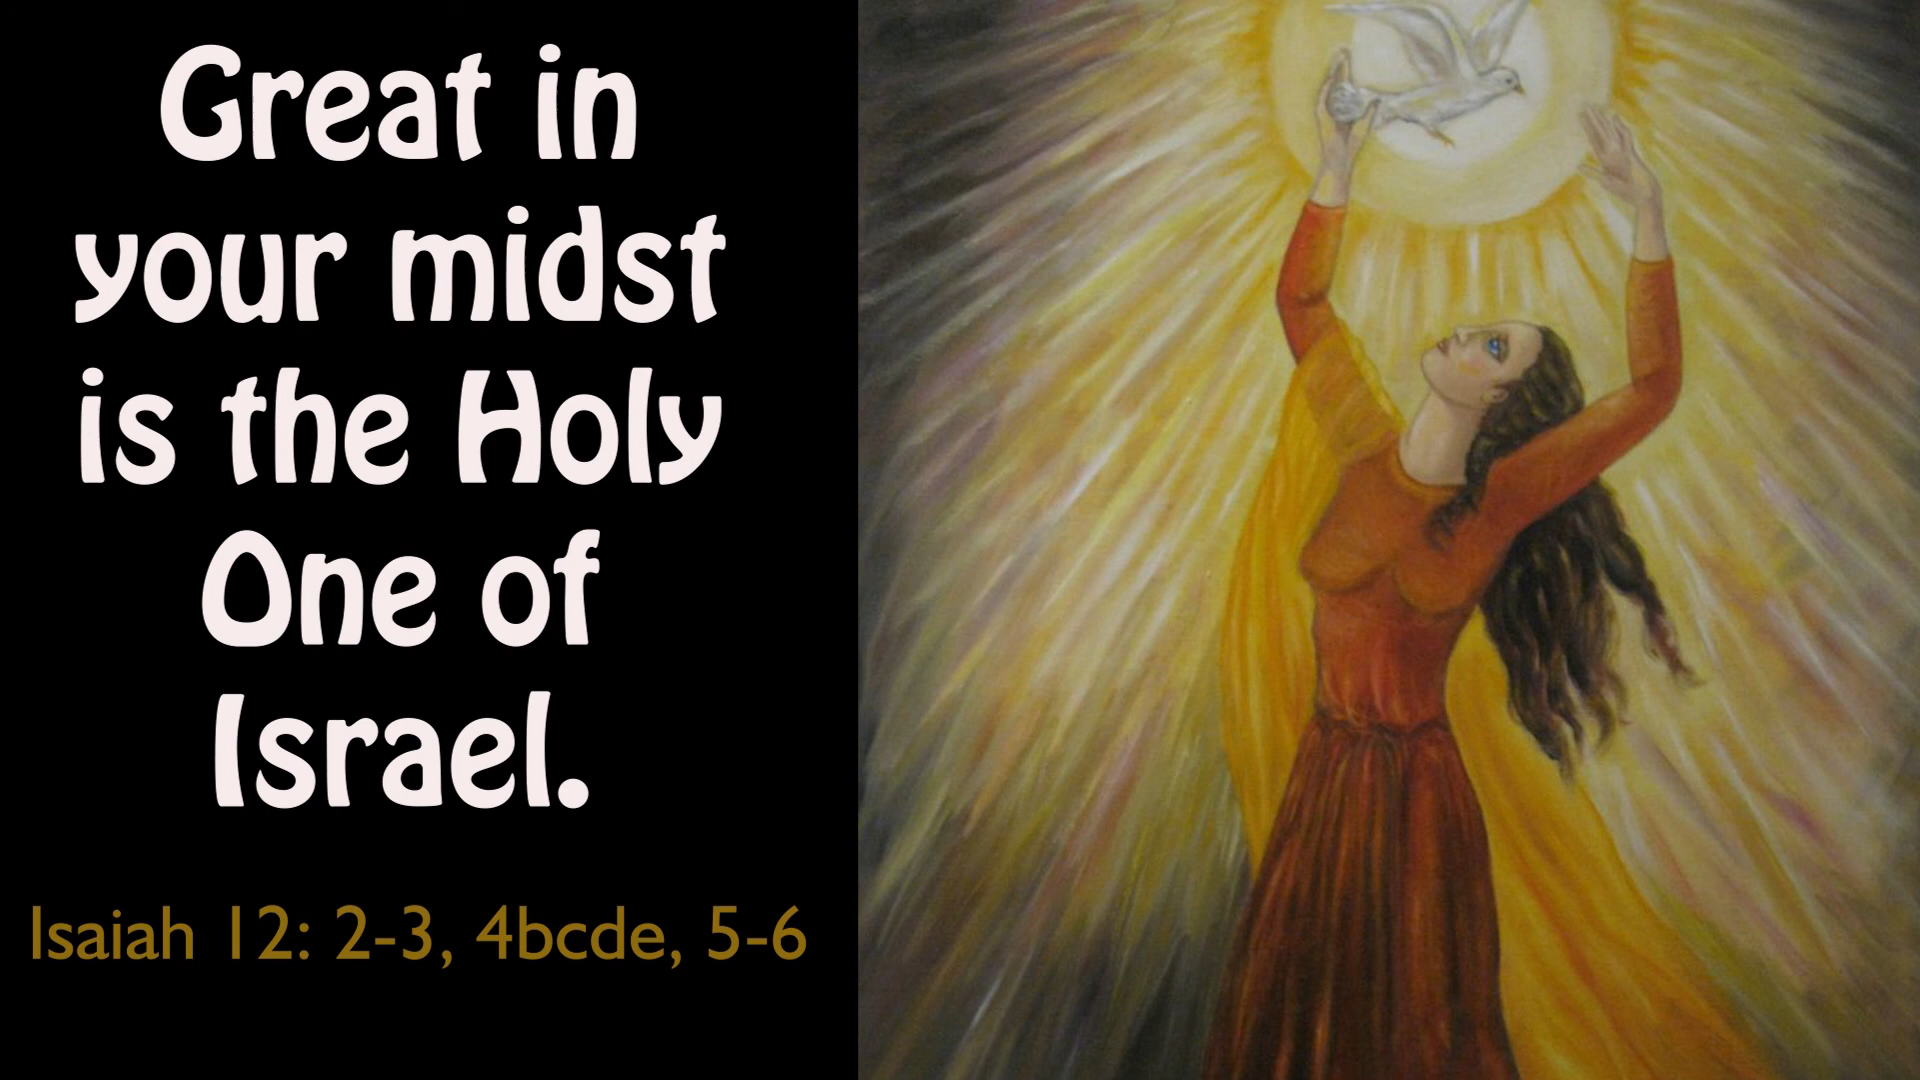 Great in
your midst
is the Holy
One of
Israel.
Isaiah 12: 2-3, 4bcde, 5-6